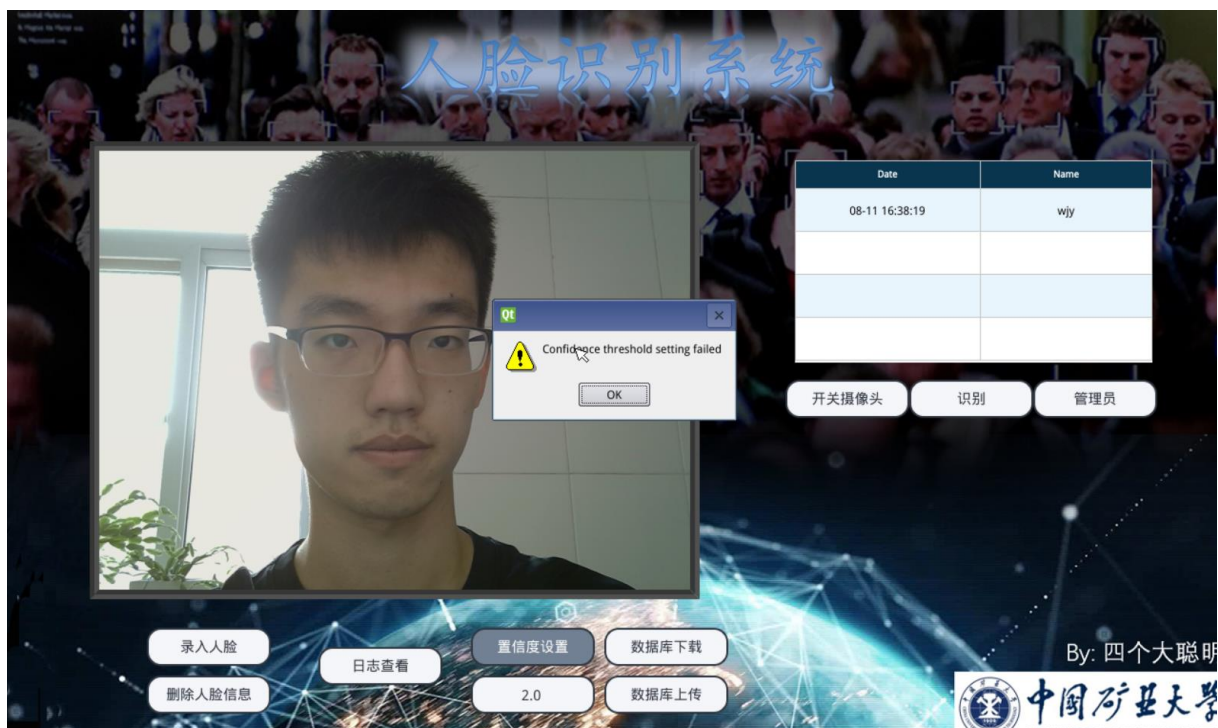 人脸识别系统
Date Name
08-11 16:38:19 wjy
Qt
Confidence threshold setting failed
OK
开关摄像头 识别 管理员
录入人脸 置信度设置 数据库下载
日志查看
删除人脸信息 2.0 数据库上传
By: 四个大聪明
中国矿业大学